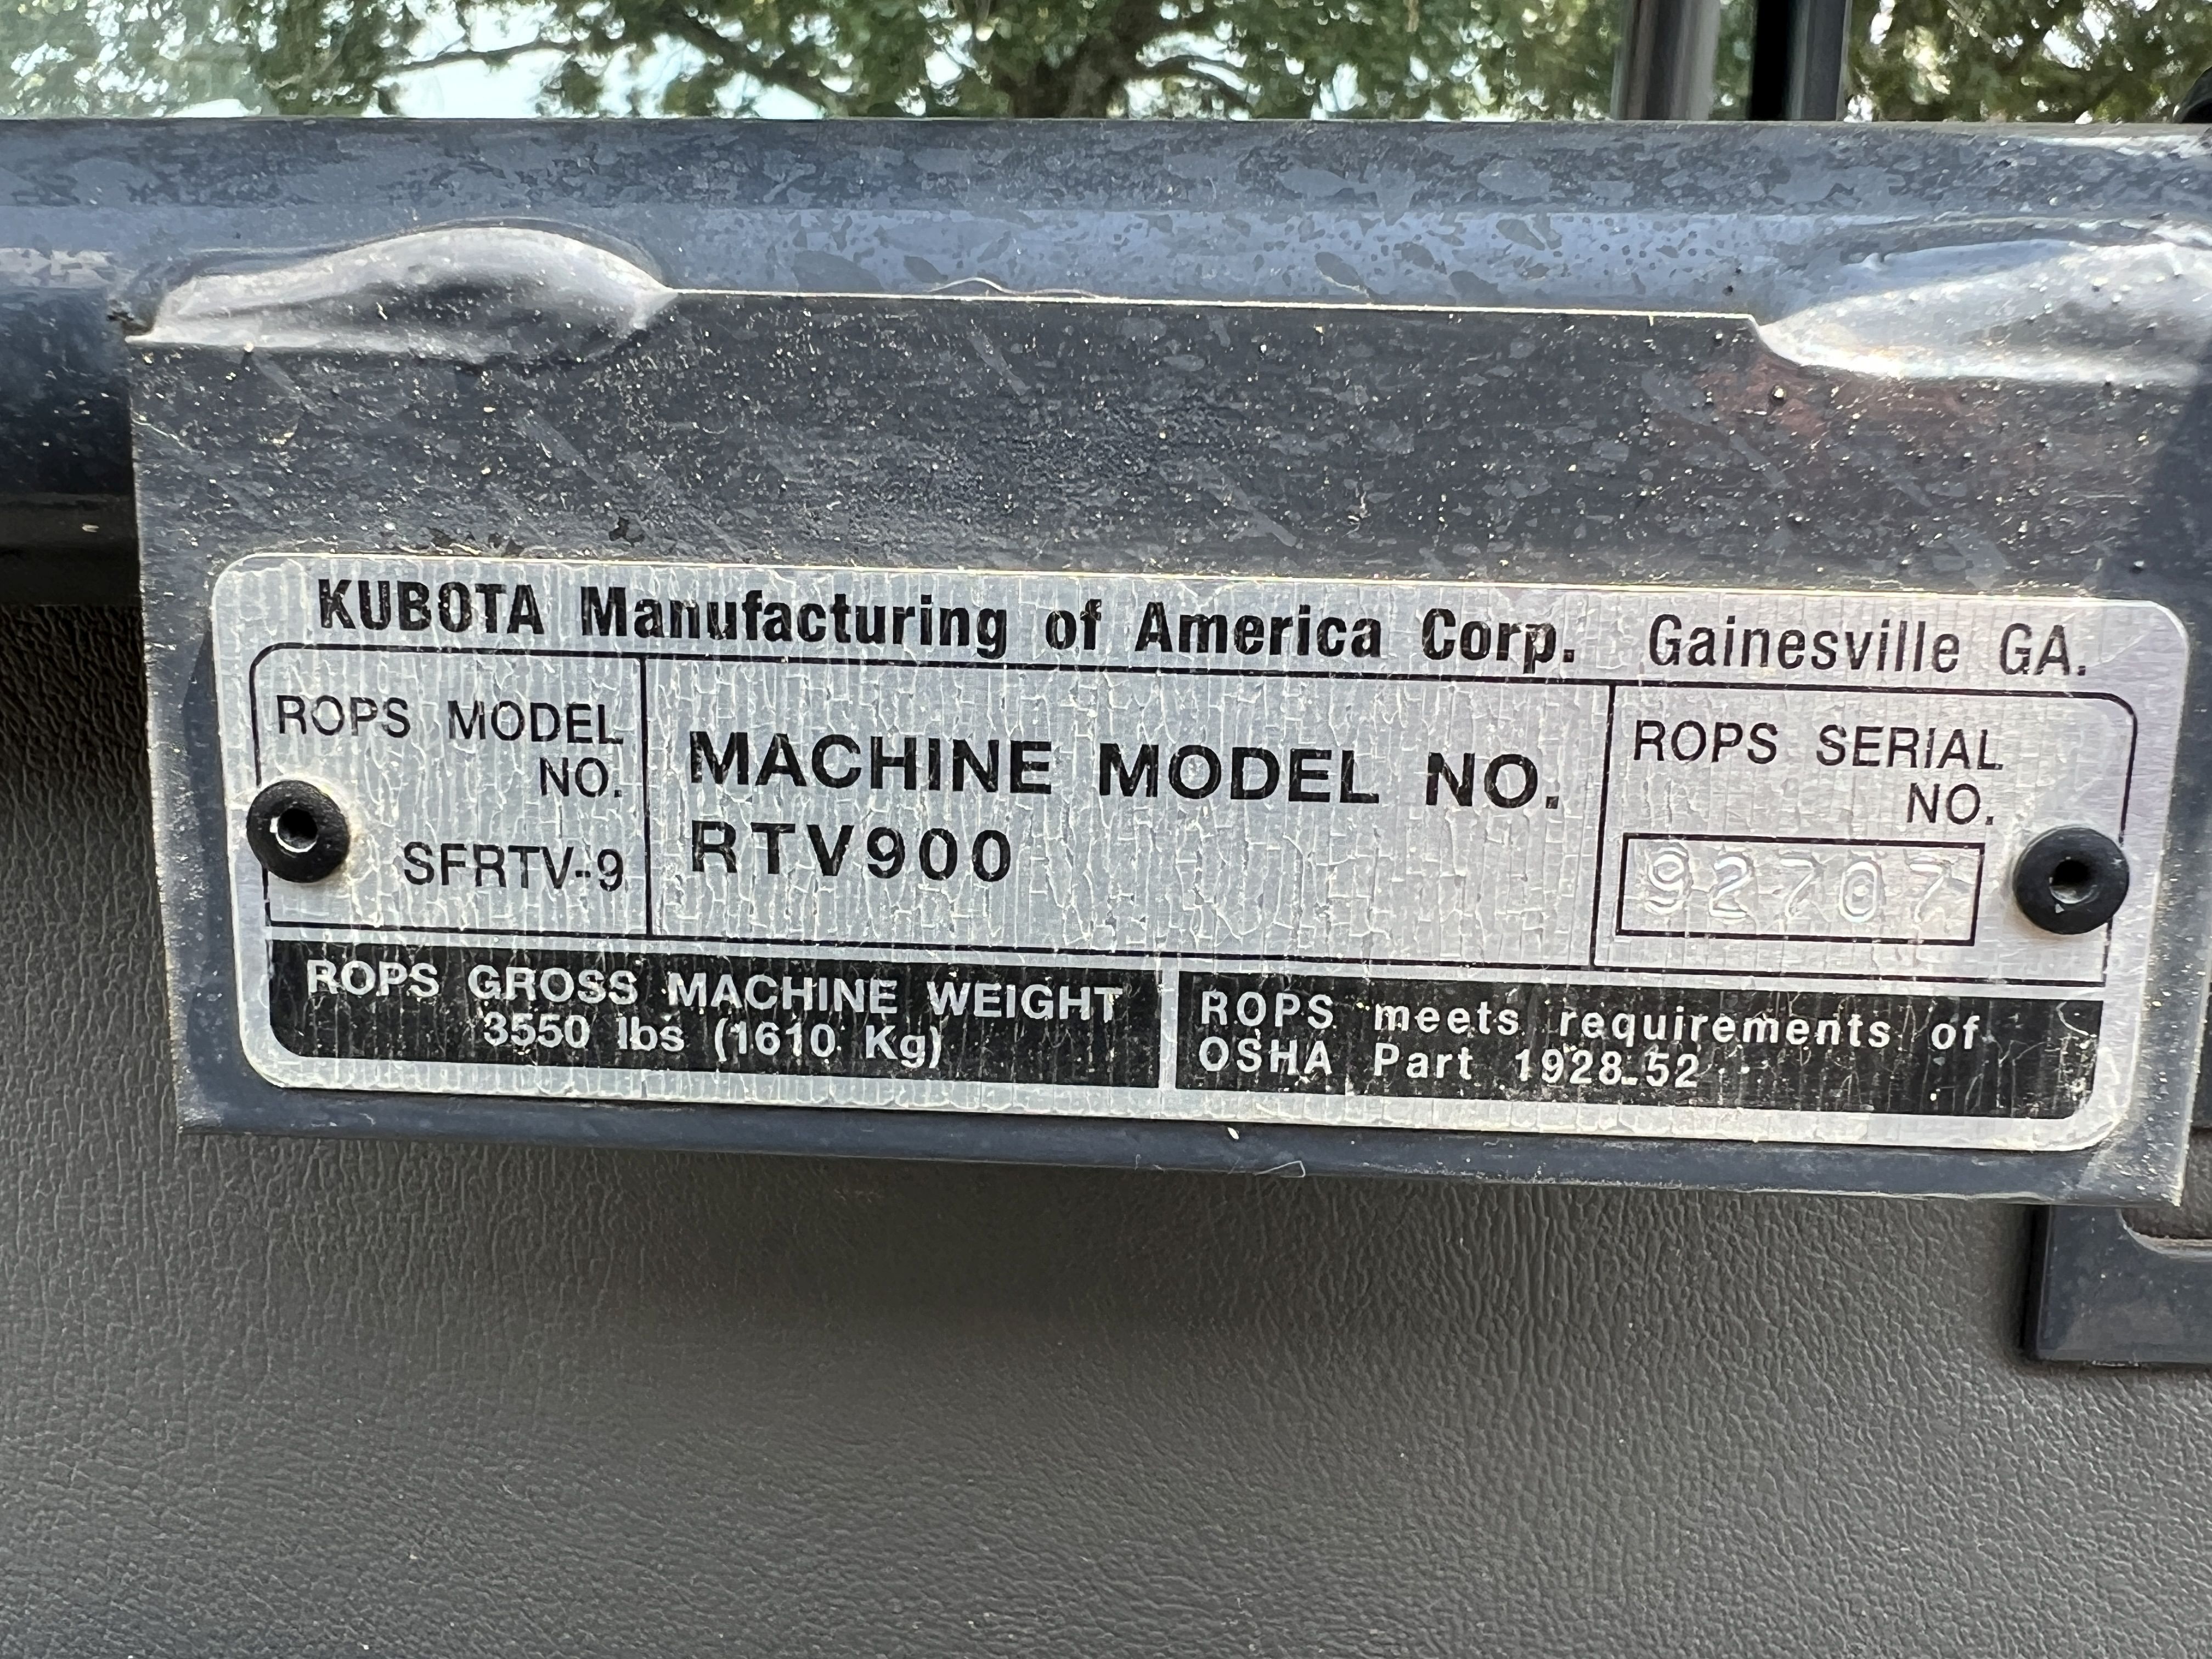 KUBOTA Manufacturing of America Corp. Gainesville GA.
ROPS MODEL
NO.
SFRTV-9
MACHINE MODEL NO.
RTV900
ROPS SERIAL
NO.
92707
ROPS GROSS MACHINE WEIGHT
3550 lbs (1610 Kg)
ROPS meets requirements of
OSHA Part 1928.52